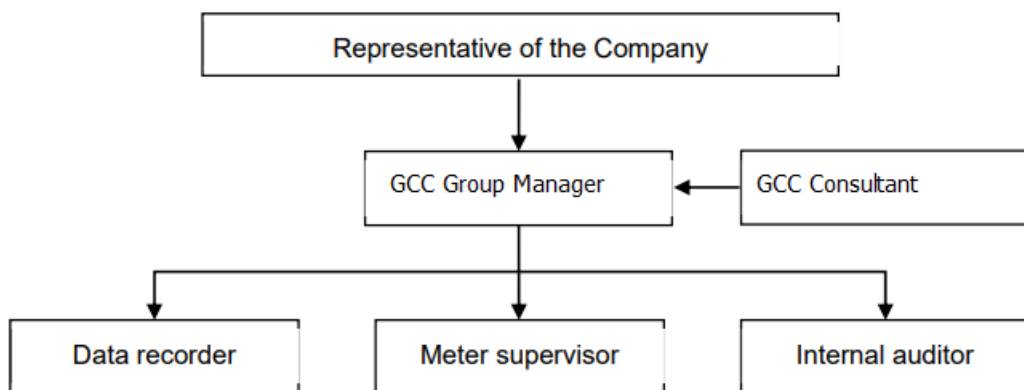 Representative of the Company
GCC Group Manager
GCC Consultant
Data recorder
Meter supervisor
Internal auditor